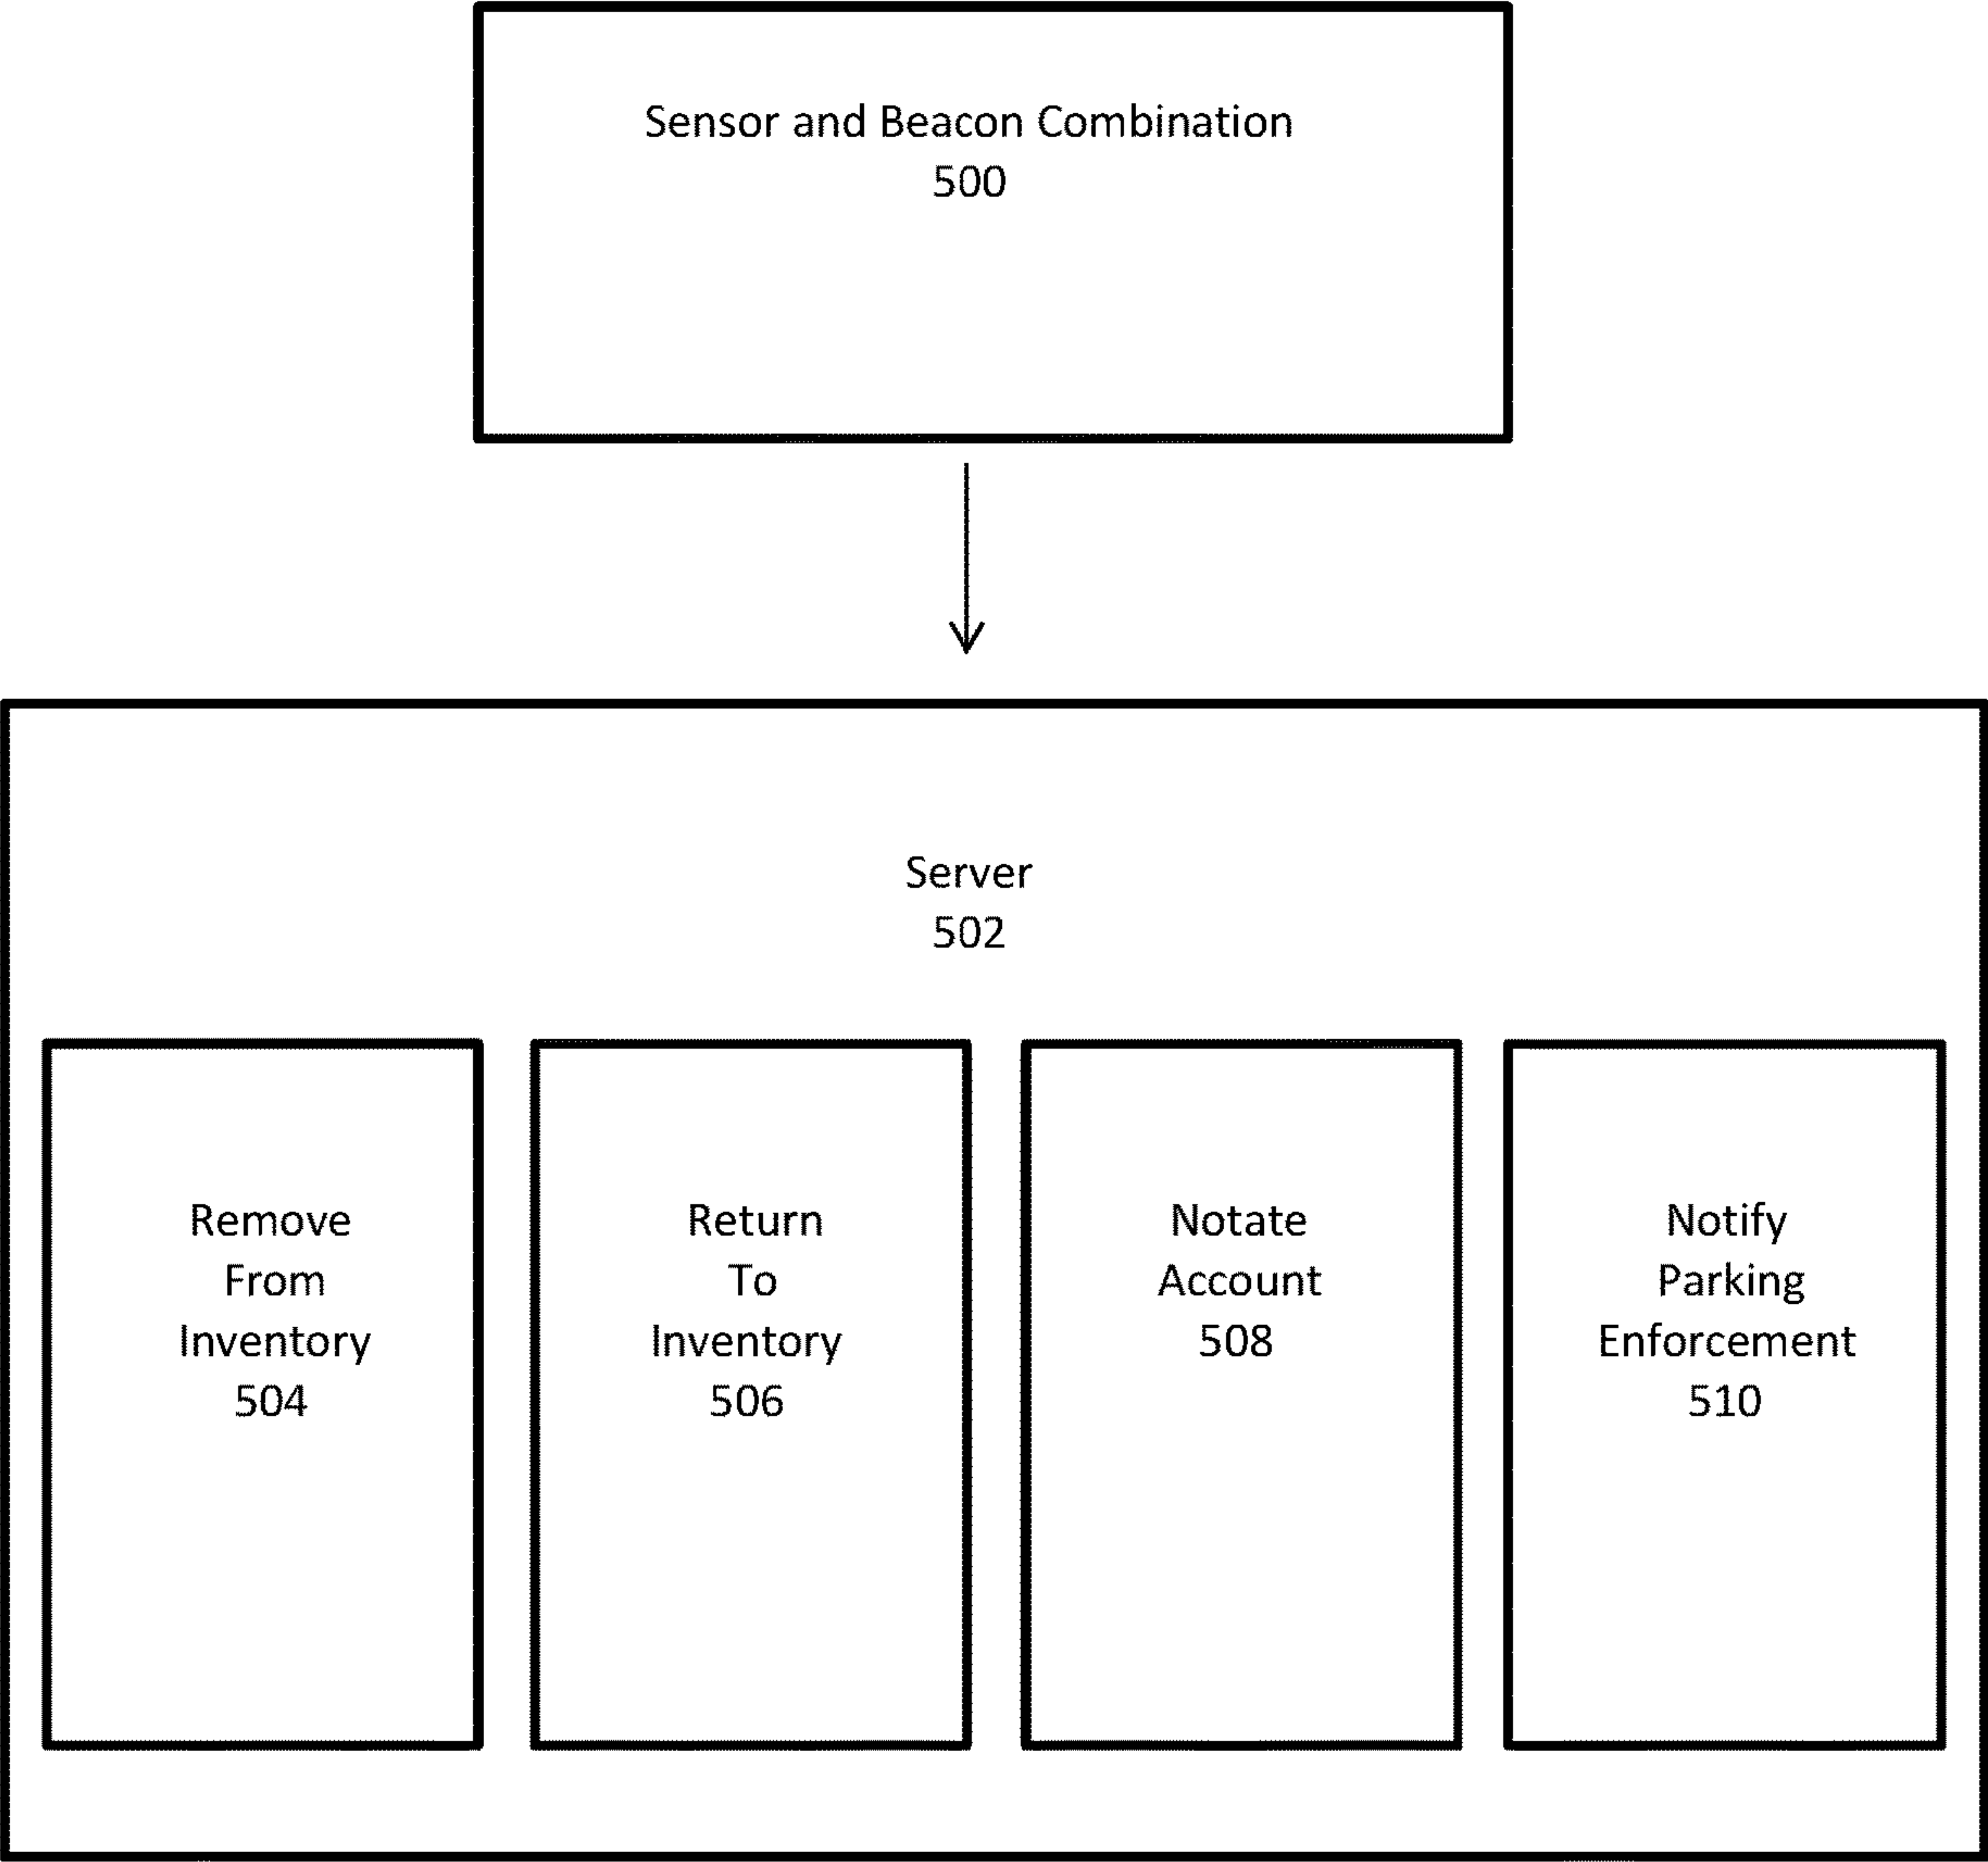 Sensor and Beacon Combination
500
Server
502
Remove
From
Inventory
504
Return
To
Inventory
506
Notate
Account
508
Notify
Parking
Enforcement
510